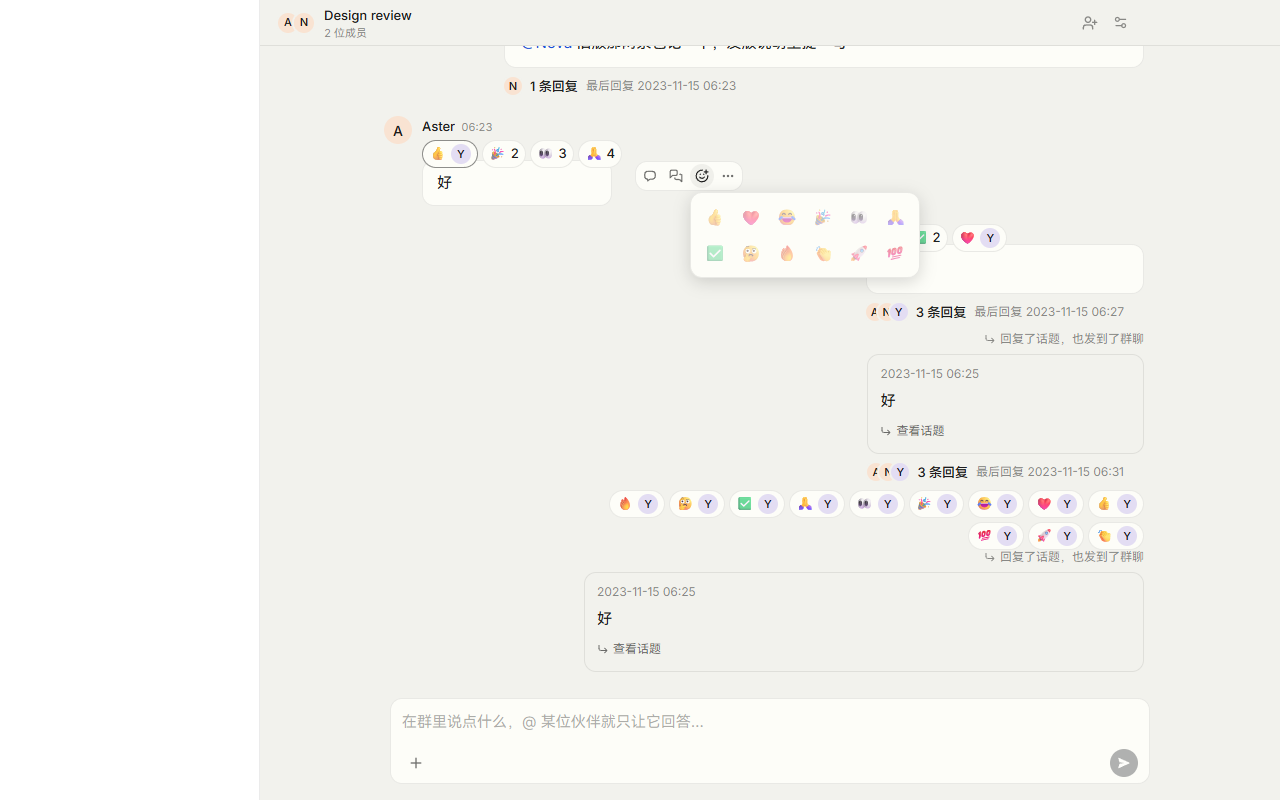 A N Design review
2 位成员
N 1 条回复 最后回复 2023-11-15 06:23
A Aster 06:23
👍 Y 🎉 2 👀 3 🙏 4
好
2 ❤️ Y
A N Y 3 条回复 最后回复 2023-11-15 06:27
回复了话题，也发到了群聊
2023-11-15 06:25
好
查看话题
Y 3 条回复 最后回复 2023-11-15 06:31
🔥 Y 🤔 Y ✅ Y 🙏 Y 👀 Y 🎉 Y 😂 Y ❤️ Y 👍 Y
💯 Y 🚀 Y 👏 Y
回复了话题，也发到了群聊
2023-11-15 06:25
好
查看话题
在群里说点什么，@ 某位伙伴就只让它回答...